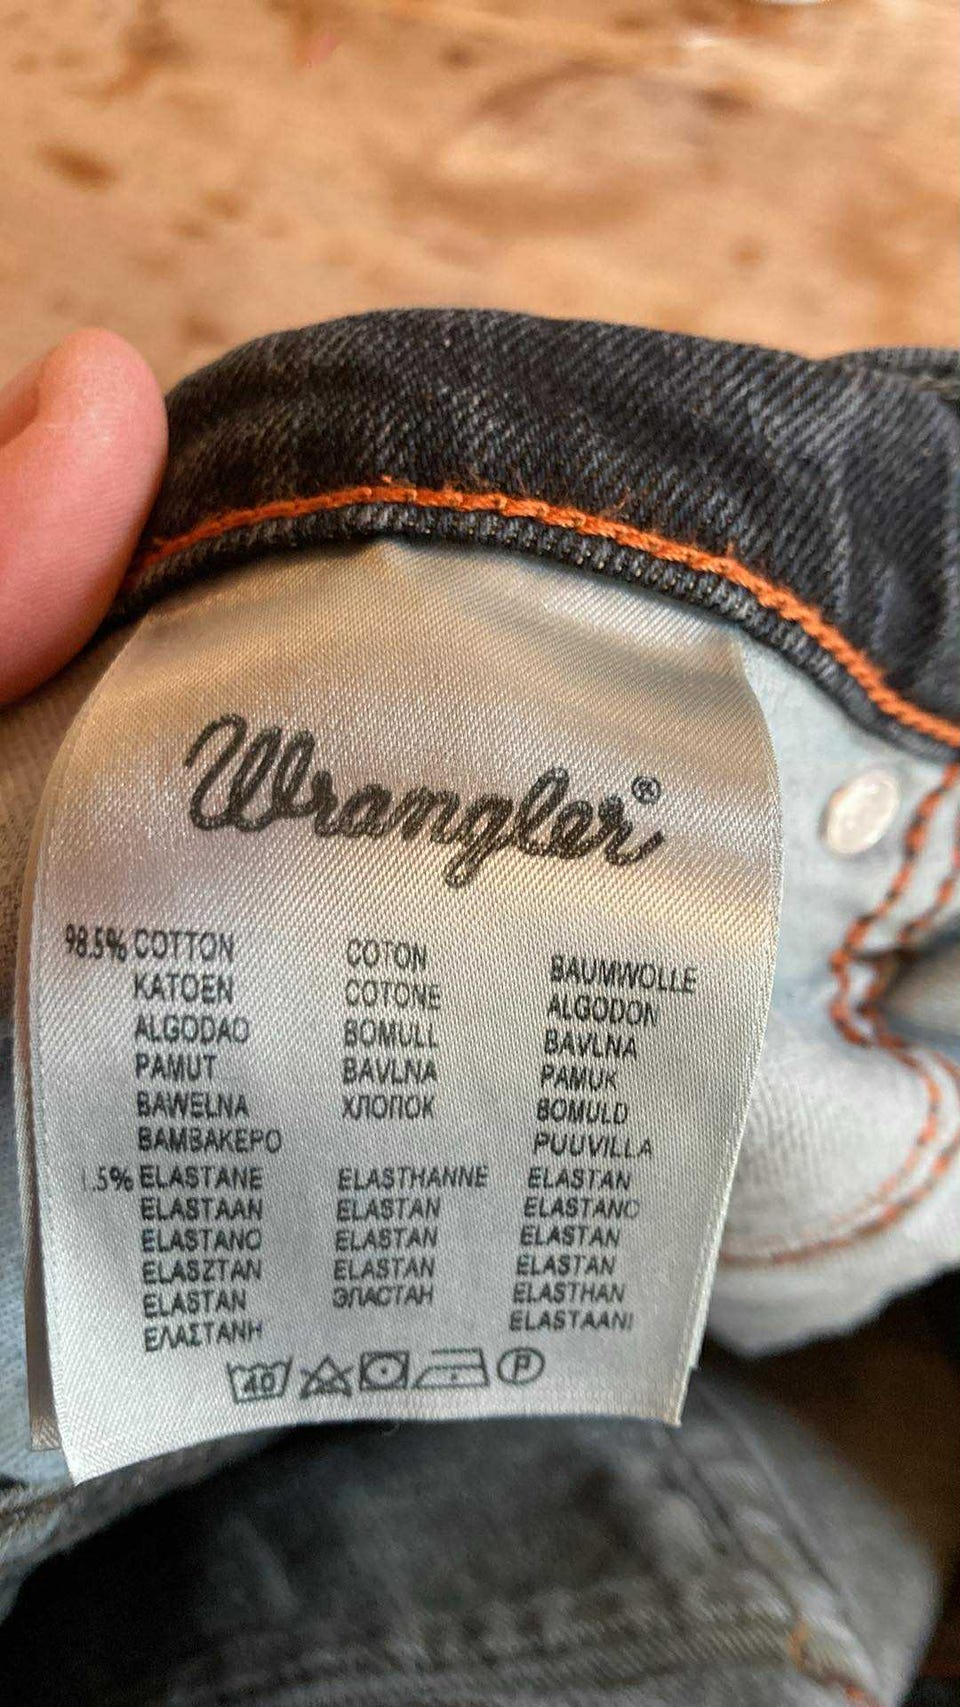 Wrangler®
98.5% COTTON COTON BAUMWOLLE
KATOEN COTONE ALGODON
ALGODAO BOMULL BAVLNA
PAMUT BAVLNA PAMUK
BAWELNA ХЛОПОК BOMULD
ΒΑΜΒΑΚΕΡΟ PUUVILLA
1.5% ELASTANE ELASTHANNE ELASTAN
ELASTAAN ELASTAN ELASTANO
ELASTANO ELASTAN ELASTAN
ELASZTAN ELASTAN ELASTAN
ELASTAN ЭЛАСТАН ELASTHAN
ΕΛΑΣΤΑΝΗ ELASTAANI
40 P